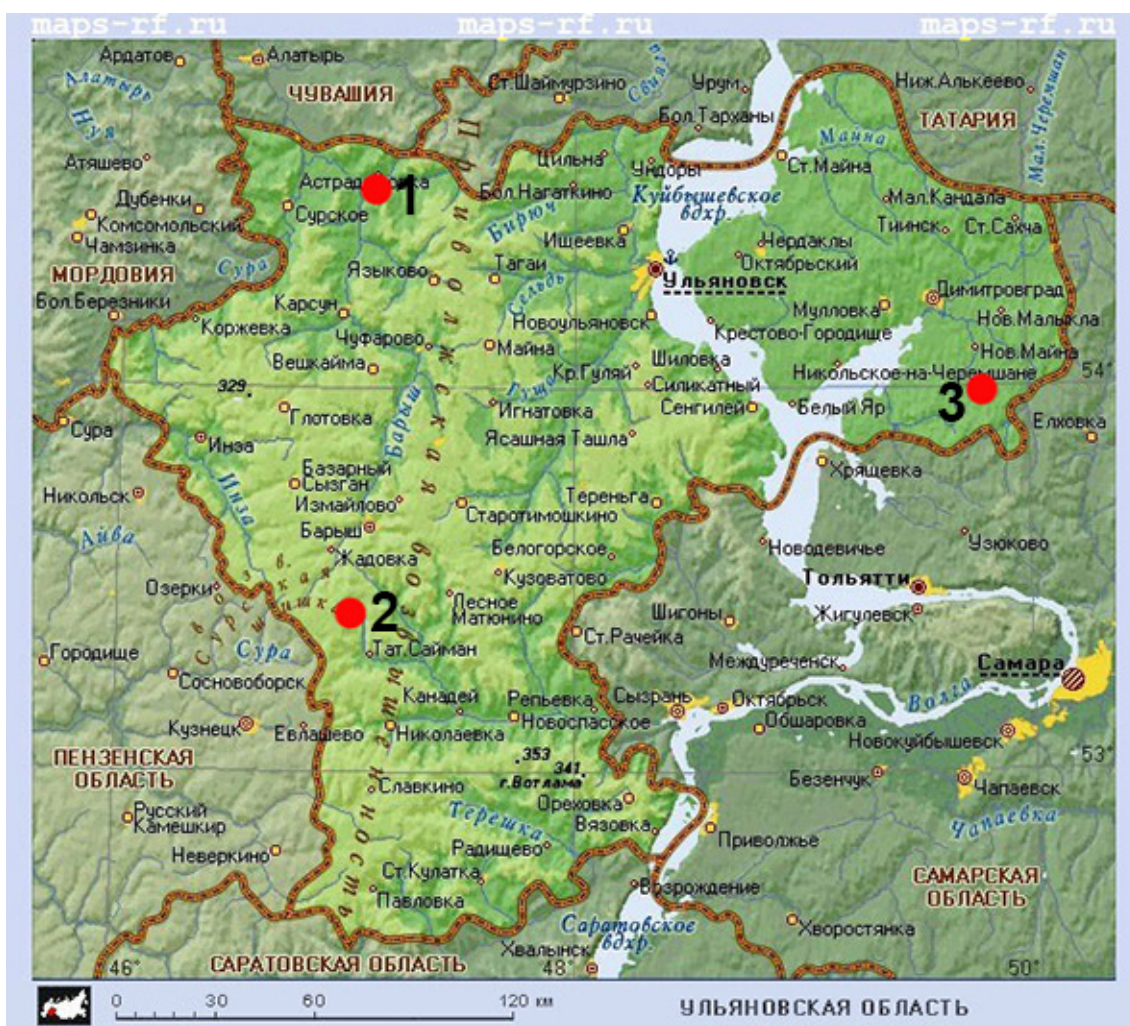 maps-rf.ru maps-rf.ru maps-rf.ru
Ардатов
Алатырь
Алатырь
ЧУВАШИЯ
Ст.Шаймурзино
Свияга
Урум
Бол.Тарханы
Ниж.Алькеево
ТАТАРИЯ
Мал.Черемшан
Нуя
Атяшево
Дубенки
Комсомольский
Чамзинка
МОРДОВИЯ
Бол.Березники
Сурское
1
Цильна
Ундоры
Бол.Нагаткино
Куйбышевское
вдхр.
Майна
Ст.Майна
Мал.Кандала
Тиинск
Ст.Сахча
Бирюч
Ишеевка
Чердаклы
Октябрьский
Сура
Языково
Тагаи
Сельдь
Ульяновск
Димитровград
Мулловка
Карсун
Коржевка
Чуфарово
Новоульяновск
Крестово-Городище
Нов.Малыкла
Нов.Майна
Вешкайма
Майна
Шиловка
Кр.Гуляй
Гуща
Силикатный
Никольское-на-Черемшане
54°
329
Глотовка
Барыш
Игнатовка
Сенгилей
Белый Яр
3
Сура
Инза
Ясашная Ташла
Елховка
Хрящевка
Приволжская возвышенность
Никольск
Инза
Базарный
Сызган
Измайлово
Тереньга
Старотимошкино
Айва
Барыш
Жадовка
Белогорское
Новодевичье
Узюково
Кузоватово
Озерки
Тольятти
Лесное
Матюнино
Шигоны
Жигулевск
2
Городище
Сура
Тат.Сайман
Ст.Рачейка
Междуреченск
Самара
Сосновоборск
Канадей
Репьевка
Сызрань
Октябрьск
Волга
Кузнецк
Евлашево
Николаевка
Новоспасское
Обшаровка
Новокуйбышевск
ПЕНЗЕНСКАЯ
ОБЛАСТЬ
353
341
г.Вотлама
53°
Безенчук
Чапаевск
Славкино
Ореховка
Русский
Камешкир
Терешка
Вязовка
Приволжье
Чапаевка
Неверкино
Радищево
Ст.Кулатка
Павловка
Возрождение
САМАРСКАЯ
ОБЛАСТЬ
Саратовское
вдхр.
Хворостянка
Хвалынск
46°
САРАТОВСКАЯ ОБЛАСТЬ
48°
50°
0 30 60 120 км
УЛЬЯНОВСКАЯ ОБЛАСТЬ